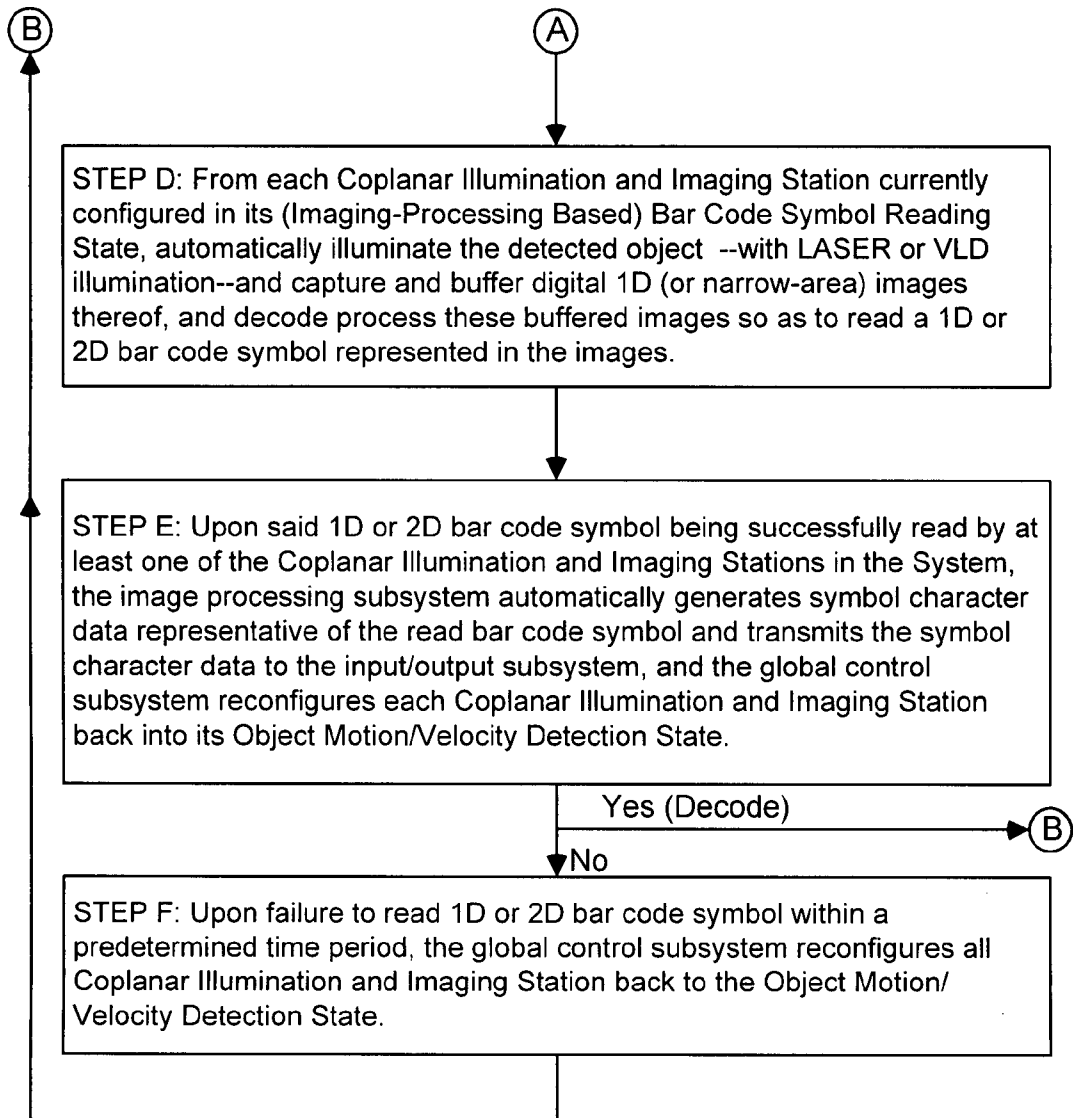 B
A
STEP D: From each Coplanar Illumination and Imaging Station currently
configured in its (Imaging-Processing Based) Bar Code Symbol Reading
State, automatically illuminate the detected object --with LASER or VLD
illumination--and capture and buffer digital 1D (or narrow-area) images
thereof, and decode process these buffered images so as to read a 1D or
2D bar code symbol represented in the images.
STEP E: Upon said 1D or 2D bar code symbol being successfully read by at
least one of the Coplanar Illumination and Imaging Stations in the System,
the image processing subsystem automatically generates symbol character
data representative of the read bar code symbol and transmits the symbol
character data to the input/output subsystem, and the global control
subsystem reconfigures each Coplanar Illumination and Imaging Station
back into its Object Motion/Velocity Detection State.
Yes (Decode)
B
No
STEP F: Upon failure to read 1D or 2D bar code symbol within a
predetermined time period, the global control subsystem reconfigures all
Coplanar Illumination and Imaging Station back to the Object Motion/
Velocity Detection State.